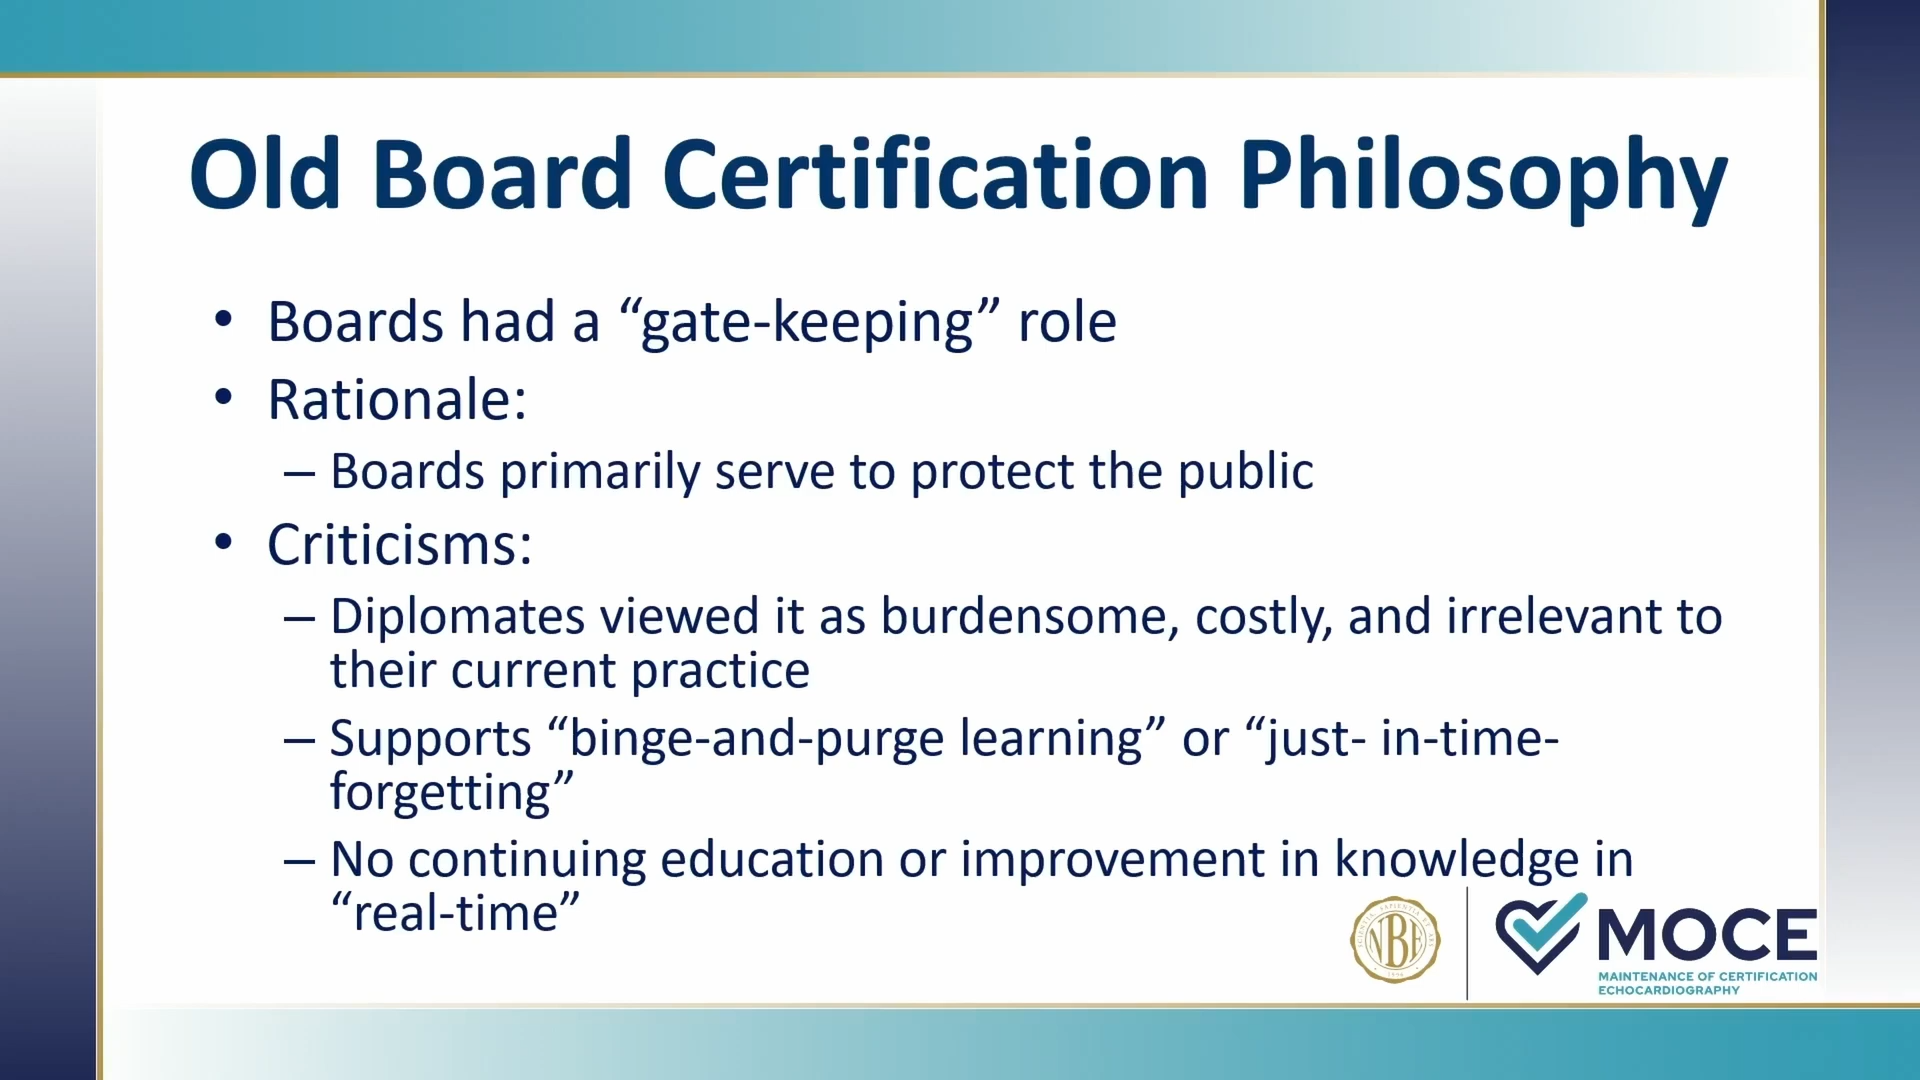 Old Board Certification Philosophy
• Boards had a “gate-keeping” role
• Rationale:
– Boards primarily serve to protect the public
• Criticisms:
– Diplomates viewed it as burdensome, costly, and irrelevant to
their current practice
– Supports “binge-and-purge learning” or “just- in-time-
forgetting”
– No continuing education or improvement in knowledge in
“real-time”
NBE
MOCE
MAINTENANCE OF CERTIFICATION
ECHOCARDIOGRAPHY